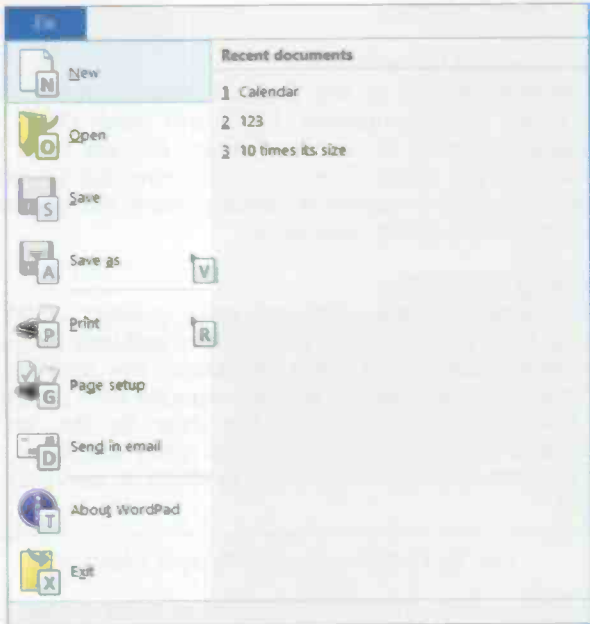 Recent documents
N New
1 Calendar
2 123
O Open
3 10 times its size
S Save
A Save as V
P Print R
G Page setup
D Send in email
T About WordPad
X Exit